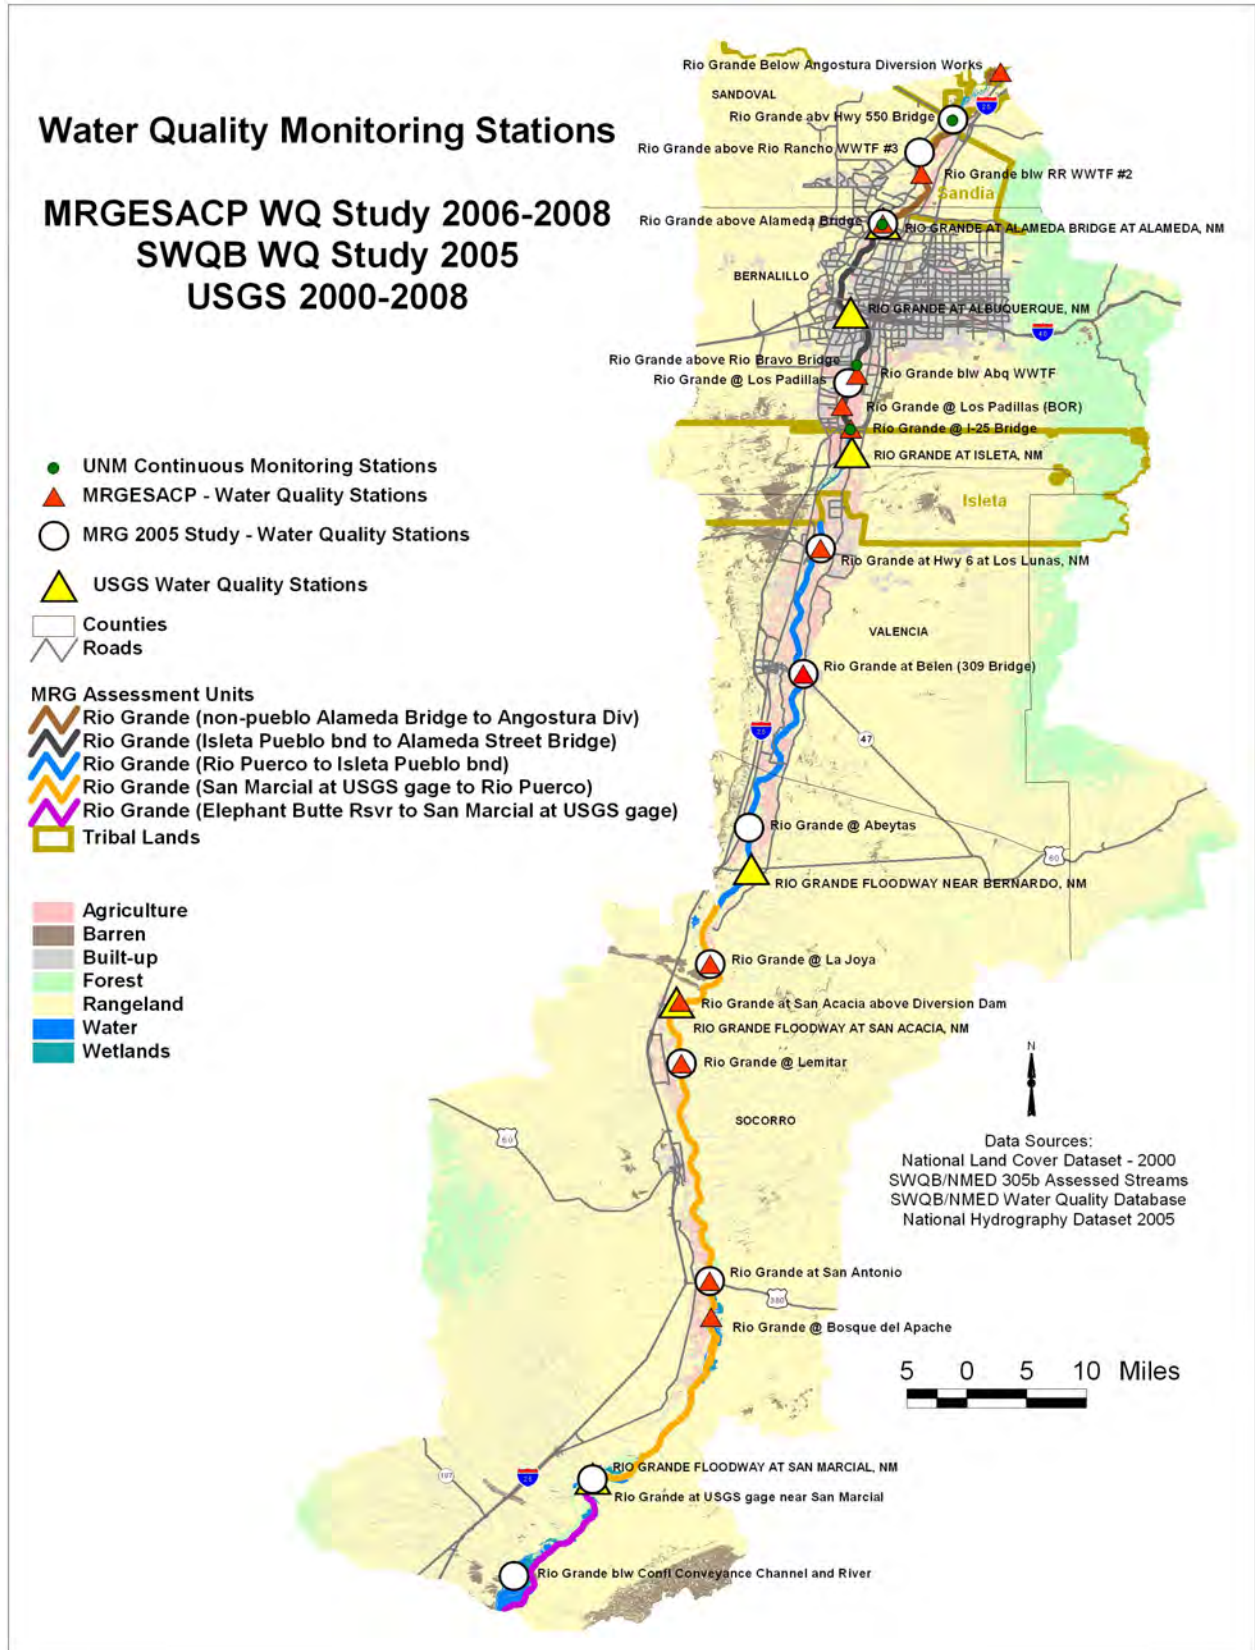 Water Quality Monitoring Stations
MRGESACP WQ Study 2006-2008
SWQB WQ Study 2005
USGS 2000-2008
Rio Grande Below Angostura Diversion Works
SANDOVAL
25
Rio Grande abv Hwy 550 Bridge
Rio Grande above Rio Rancho WWTF #3
Rio Grande blw RR WWTF #2
Sandia
Rio Grande above Alameda Bridge
RIO GRANDE AT ALAMEDA BRIDGE AT ALAMEDA, NM
BERNALILLO
RIO GRANDE AT ALBUQUERQUE, NM
40
Rio Grande above Rio Bravo Bridge
Rio Grande blw Abq WWTF
Rio Grande @ Los Padillas
Rio Grande @ Los Padillas (BOR)
Rio Grande @ I-25 Bridge
RIO GRANDE AT ISLETA, NM
Isleta
Rio Grande at Hwy 6 at Los Lunas, NM
VALENCIA
Rio Grande at Belen (309 Bridge)
25
47
Rio Grande @ Abeytas
60
RIO GRANDE FLOODWAY NEAR BERNARDO, NM
Rio Grande @ La Joya
Rio Grande at San Acacia above Diversion Dam
RIO GRANDE FLOODWAY AT SAN ACACIA, NM
Rio Grande @ Lemitar
SOCORRO
60
Rio Grande at San Antonio
380
Rio Grande @ Bosque del Apache
RIO GRANDE FLOODWAY AT SAN MARCIAL, NM
107
25
Rio Grande at USGS gage near San Marcial
Rio Grande blw Confl Conveyance Channel and River
UNM Continuous Monitoring Stations
MRGESACP - Water Quality Stations
MRG 2005 Study - Water Quality Stations
USGS Water Quality Stations
Counties
Roads
MRG Assessment Units
Rio Grande (non-pueblo Alameda Bridge to Angostura Div)
Rio Grande (Isleta Pueblo bnd to Alameda Street Bridge)
Rio Grande (Rio Puerco to Isleta Pueblo bnd)
Rio Grande (San Marcial at USGS gage to Rio Puerco)
Rio Grande (Elephant Butte Rsvr to San Marcial at USGS gage)
Tribal Lands
Agriculture
Barren
Built-up
Forest
Rangeland
Water
Wetlands
N
Data Sources:
National Land Cover Dataset - 2000
SWQB/NMED 305b Assessed Streams
SWQB/NMED Water Quality Database
National Hydrography Dataset 2005
5 0 5 10 Miles